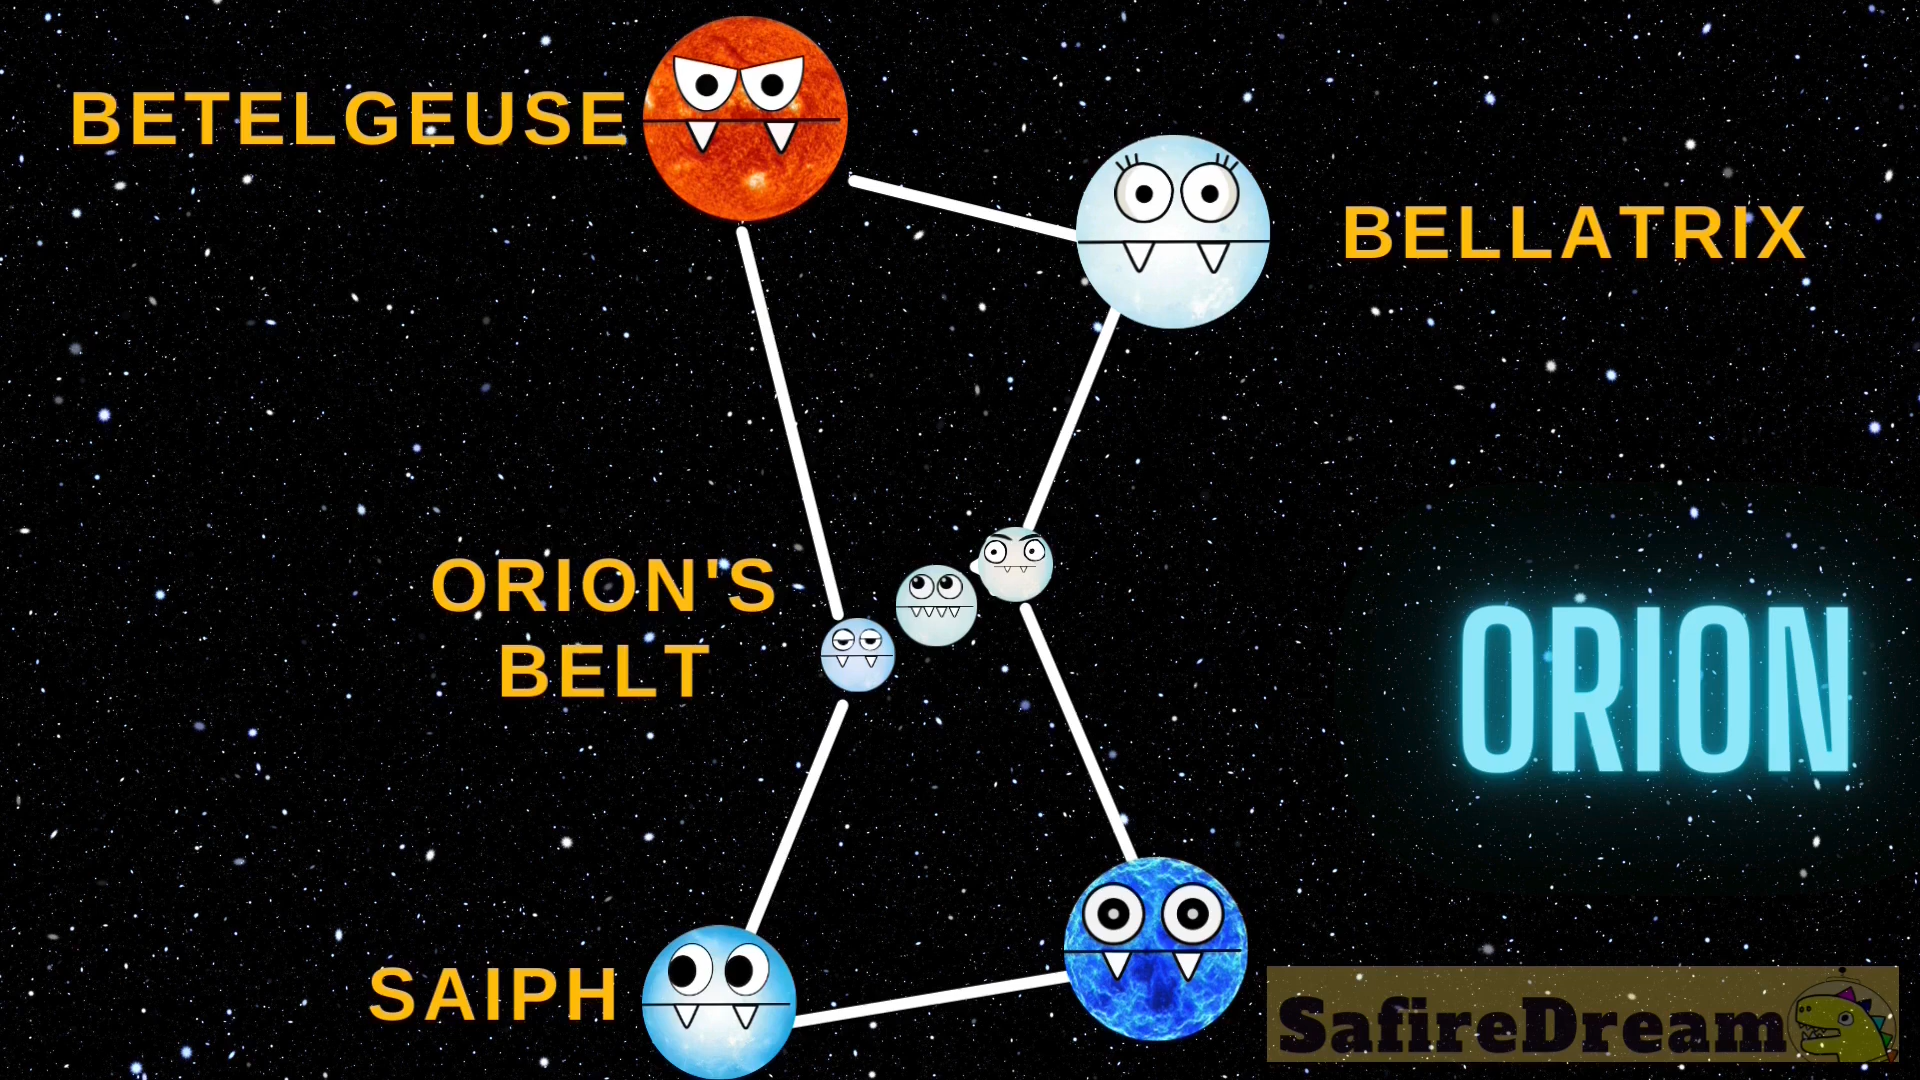 BETELGEUSE
BELLATRIX
ORION'S
BELT
ORION
SAIPH
SafireDream